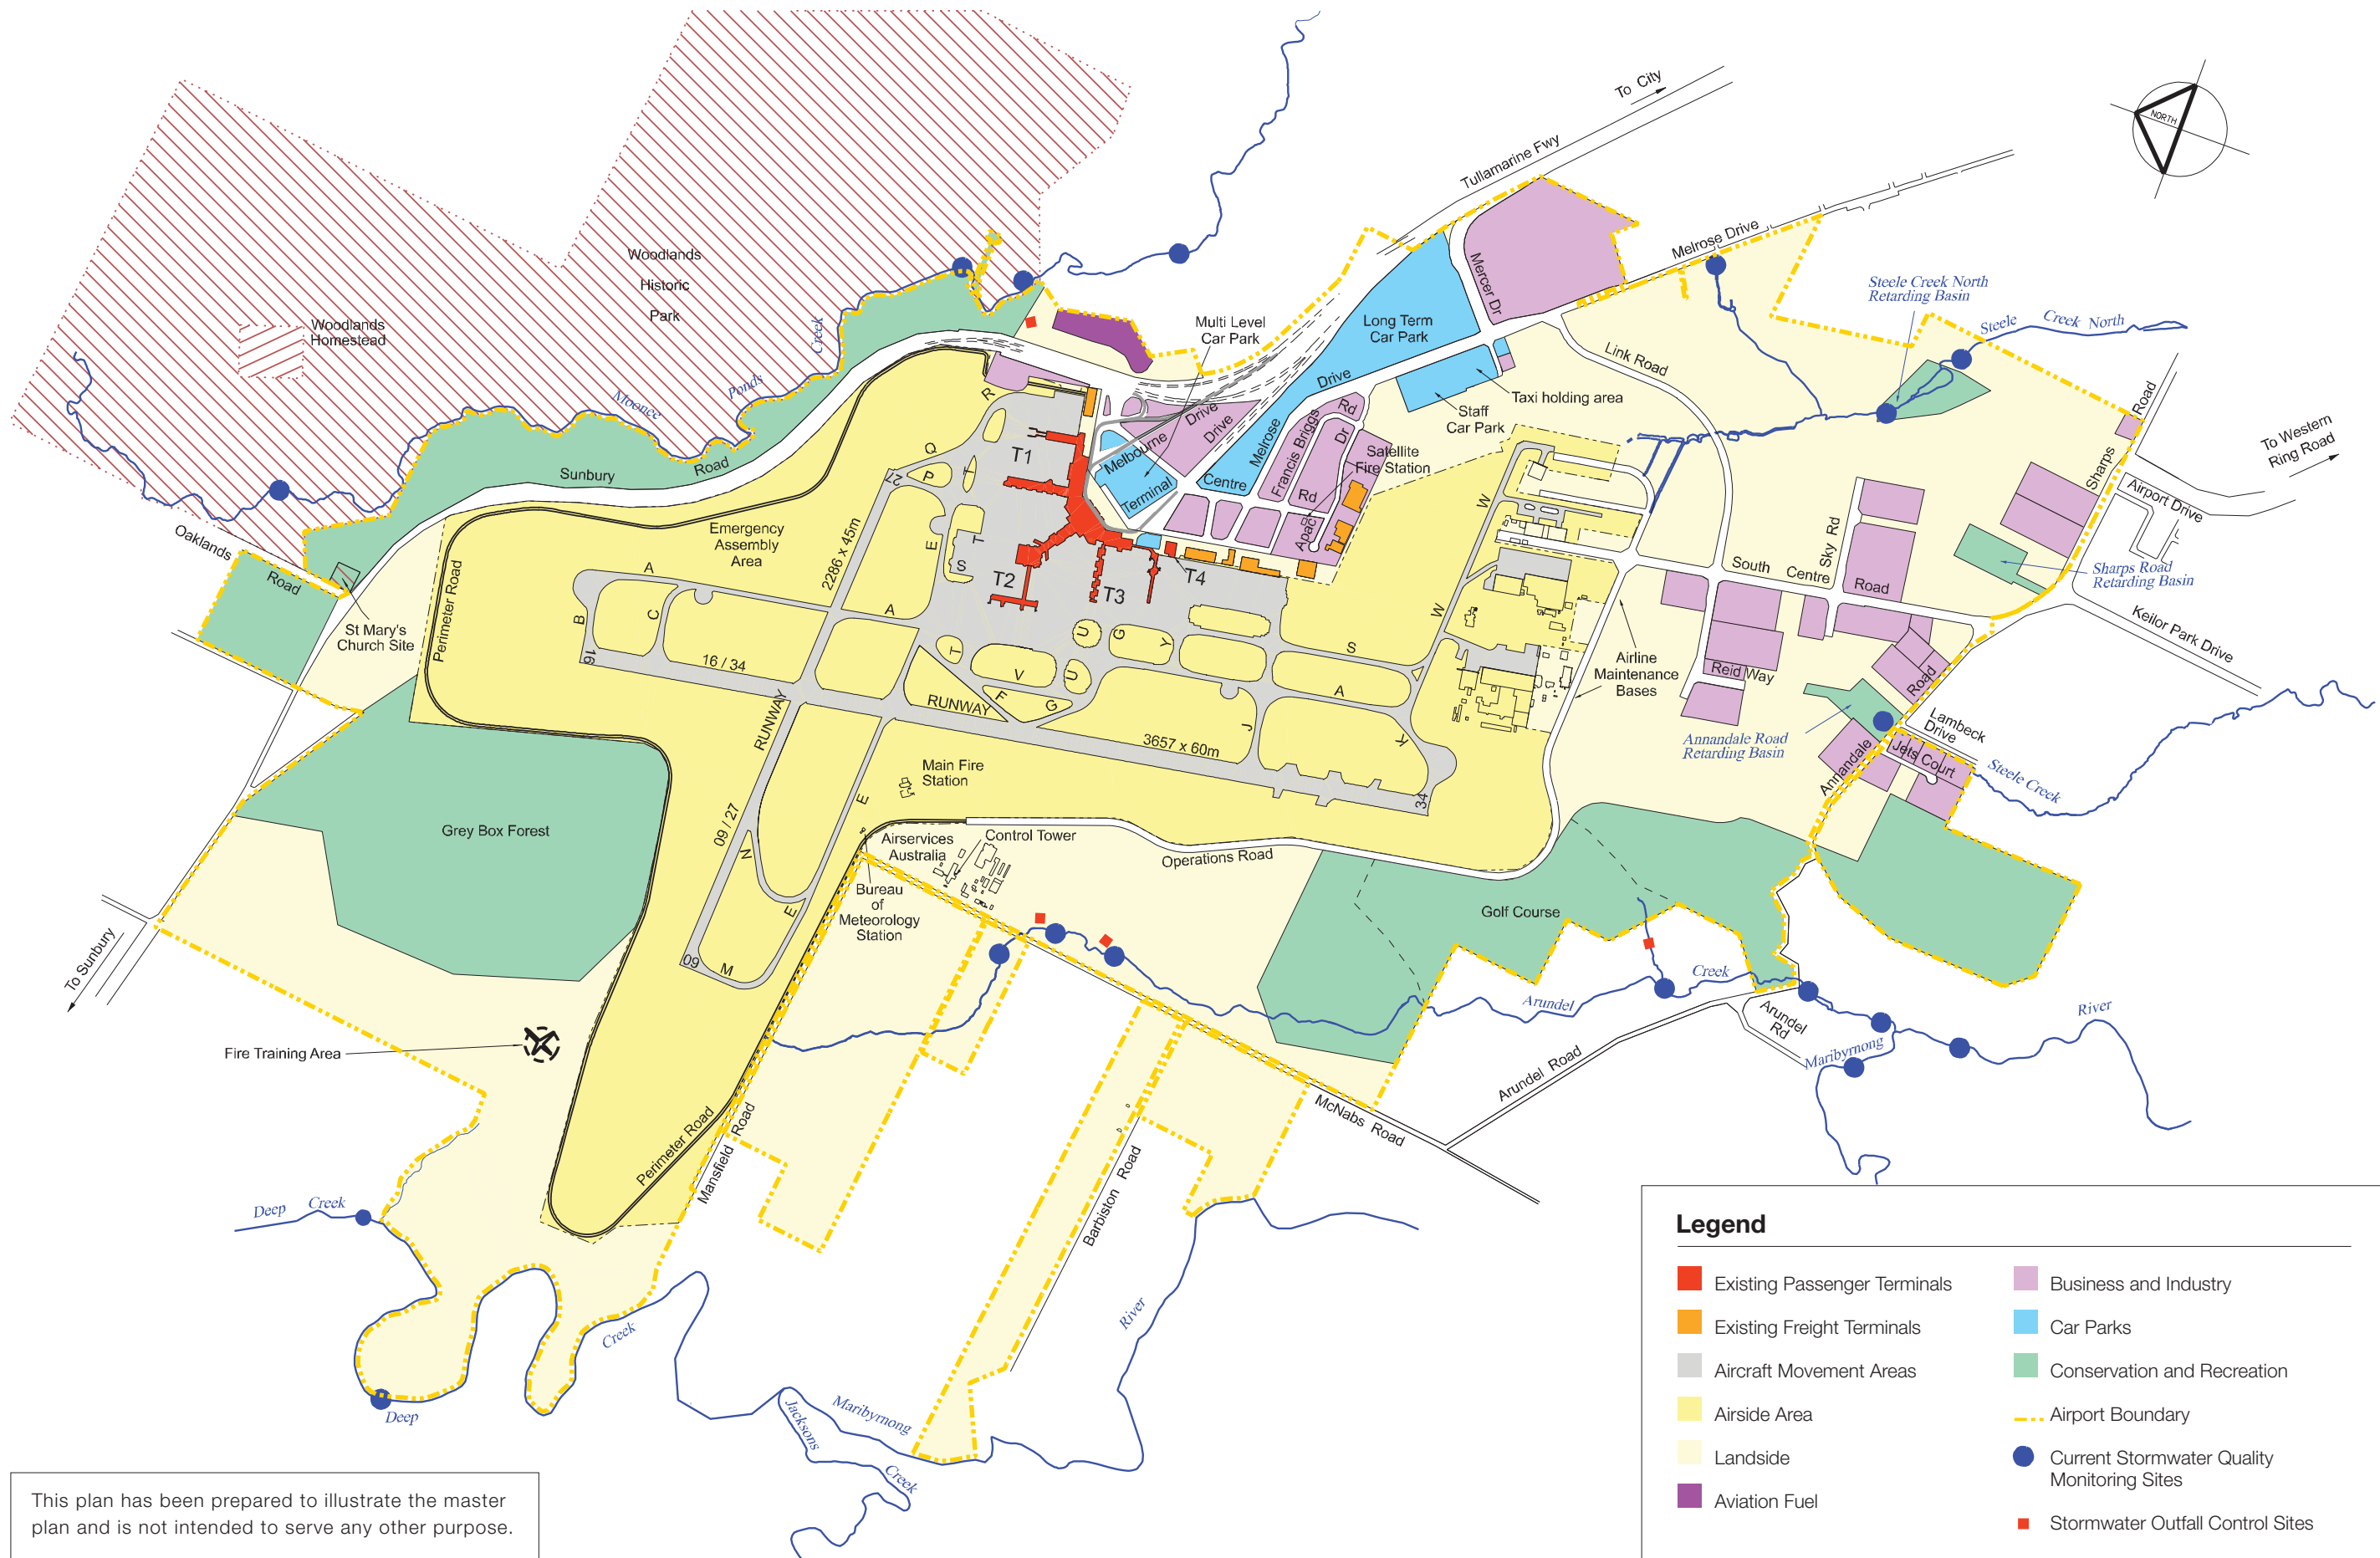 To City
Tullamarine Fwy
NORTH
Melrose Drive
Mercer Dr
Steele Creek North
Retarding Basin
Steele Creek North
Woodlands
Historic
Park
Woodlands
Homestead
Creek
Ponds
Moonee
Multi Level
Car Park
Long Term
Car Park
Link Road
Taxi holding area
Staff
Car Park
Drive
Melrose
Francis Briggs
Rd
Dr
Satellite
Fire Station
Apac
Rd
Drive
Drive
Melbourne
Terminal
Centre
Road
Sharps
To Western
Ring Road
Airport Drive
Sharps Road
Retarding Basin
Keilor Park Drive
Sky Rd
South Centre Road
Oaklands
Road
Sunbury Road
St Mary's
Church Site
Perimeter Road
Emergency
Assembly
Area
2286 x 45m
27
R
Q
P
T
E
T
S
T1
T2
T3
T4
A
B
C
A
16
16 / 34
RUNWAY
RUNWAY
T
V
U
U
G
Y
F
G
S
A
W
W
J
K
3657 x 60m
34
09 / 27
N
E
E
M
09
Airline
Maintenance
Bases
Reid Way
Road
Annandale
Lambeck
Drive
Jets Court
Annandale Road
Retarding Basin
Steele Creek
Main Fire
Station
Airservices
Australia
Control Tower
Operations Road
Bureau
of
Meteorology
Station
Grey Box Forest
Golf Course
To Sunbury
Fire Training Area
Perimeter Road
Mansfield Road
Barbiston Road
McNabs Road
Arundel Road
Arundel
Rd
Arundel Creek
Maribyrnong
River
Deep Creek
Deep
Creek
Jacksons
Creek
Maribyrnong
River
This plan has been prepared to illustrate the master
plan and is not intended to serve any other purpose.
Legend
Existing Passenger Terminals
Existing Freight Terminals
Aircraft Movement Areas
Airside Area
Landside
Aviation Fuel
Business and Industry
Car Parks
Conservation and Recreation
Airport Boundary
Current Stormwater Quality
Monitoring Sites
Stormwater Outfall Control Sites